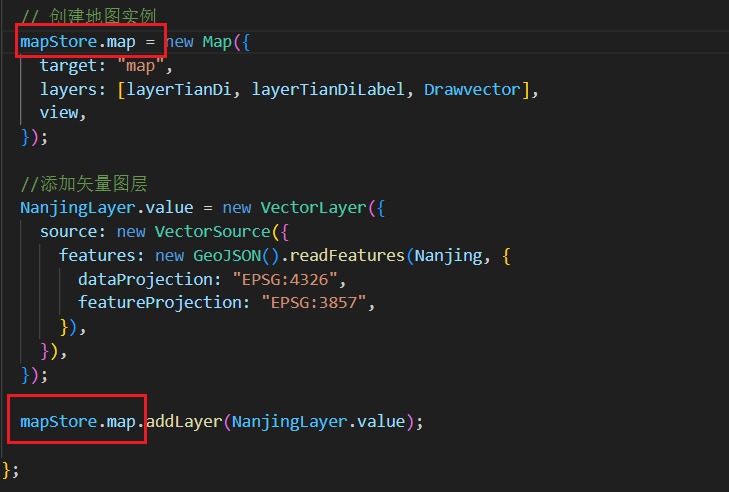 // 创建地图实例
mapStore.map = new Map({
target: "map",
layers: [layerTianDi, layerTianDiLabel, Drawvector],
view,
});
//添加矢量图层
NanjingLayer.value = new VectorLayer({
source: new VectorSource({
features: new GeoJSON().readFeatures(Nanjing, {
dataProjection: "EPSG:4326",
featureProjection: "EPSG:3857",
}),
}),
});
mapStore.map.addLayer(NanjingLayer.value);
};